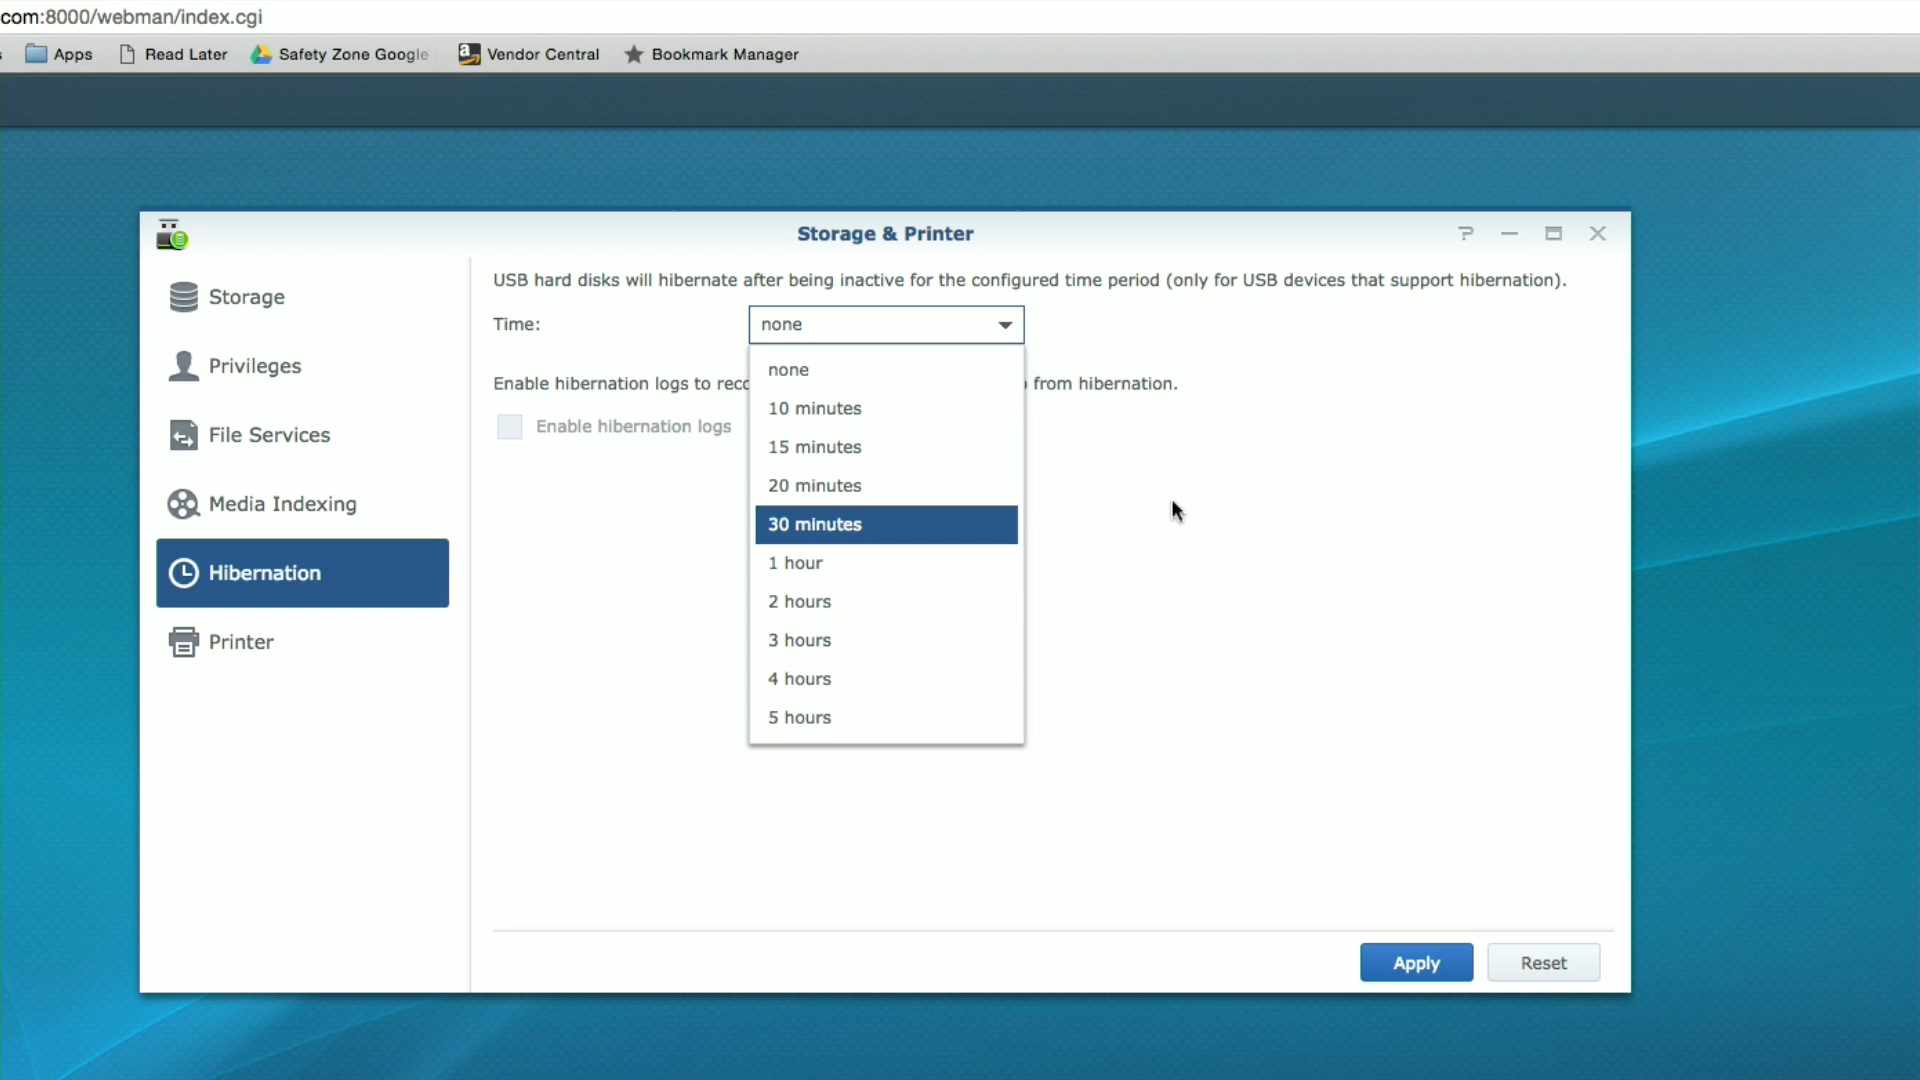 com:8000/webman/index.cgi
Apps Read Later Safety Zone Google Vendor Central Bookmark Manager
Storage & Printer
Storage
Privileges
File Services
Media Indexing
Hibernation
Printer
USB hard disks will hibernate after being inactive for the configured time period (only for USB devices that support hibernation).
Time: none
Enable hibernation logs to from hibernation.
Enable hibernation logs
none
10 minutes
15 minutes
20 minutes
30 minutes
1 hour
2 hours
3 hours
4 hours
5 hours
Apply Reset